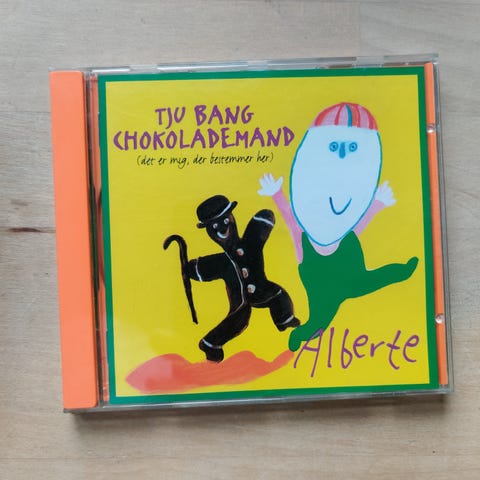 TJU BANG
CHOKOLADEMAND
(det er mig, der bestemmer her)
Alberte